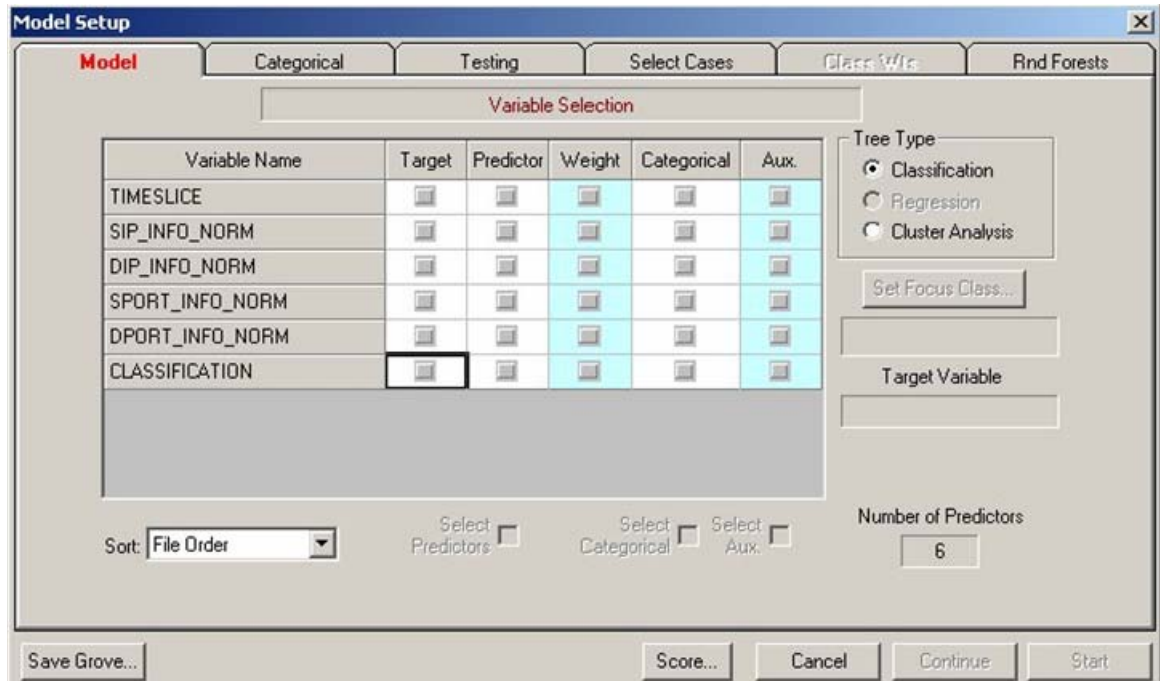 Model Setup
Model Categorical Testing Select Cases Class Wts Rnd Forests
Variable Selection
Variable Name Target Predictor Weight Categorical Aux.
TIMESLICE
SIP_INFO_NORM
DIP_INFO_NORM
SPORT_INFO_NORM
DPORT_INFO_NORM
CLASSIFICATION
Tree Type
Classification
Regression
Cluster Analysis
Set Focus Class...
Target Variable
Sort: File Order
Select Predictors
Select Categorical
Select Aux.
Number of Predictors
6
Save Grove... Score... Cancel Continue Start